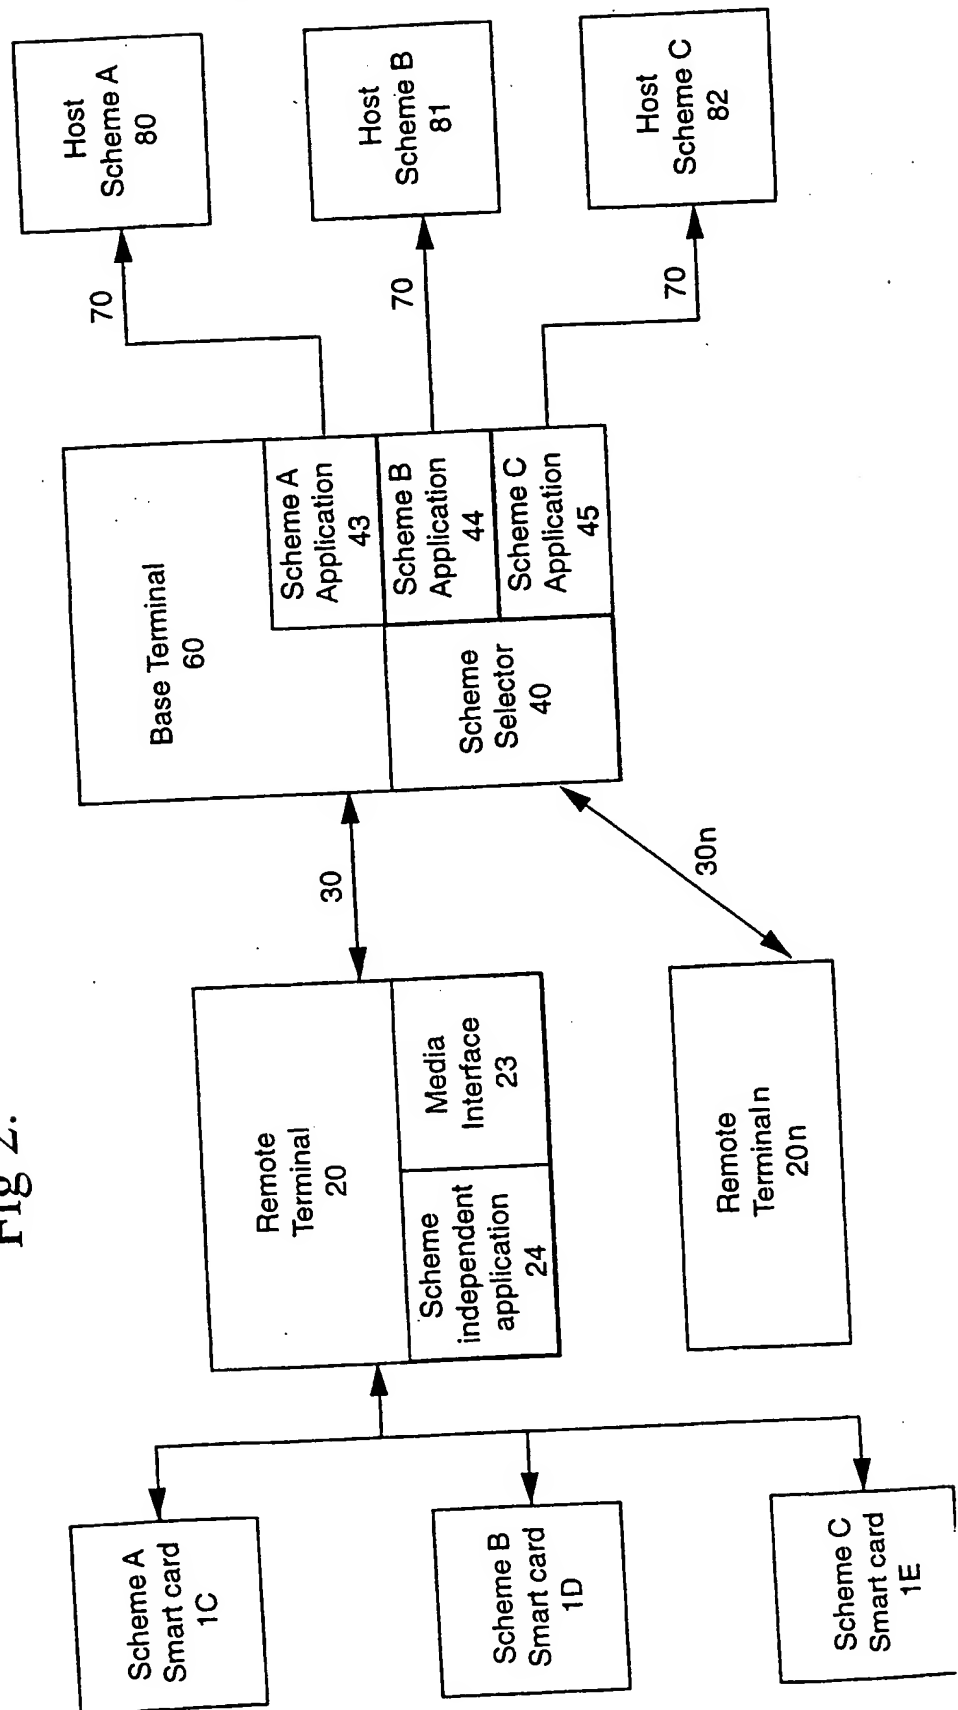 Fig 2.
Scheme A
Smart card
1C
Scheme B
Smart card
1D
Scheme C
Smart card
1E
Remote
Terminal
20
Scheme
independent
application
24
Media
Interface
23
Remote
Terminaln
20n
30
30n
Base Terminal
60
Scheme
Selector
40
Scheme A
Application
43
Scheme B
Application
44
Scheme C
Application
45
70
70
70
Host
Scheme A
80
Host
Scheme B
81
Host
Scheme C
82